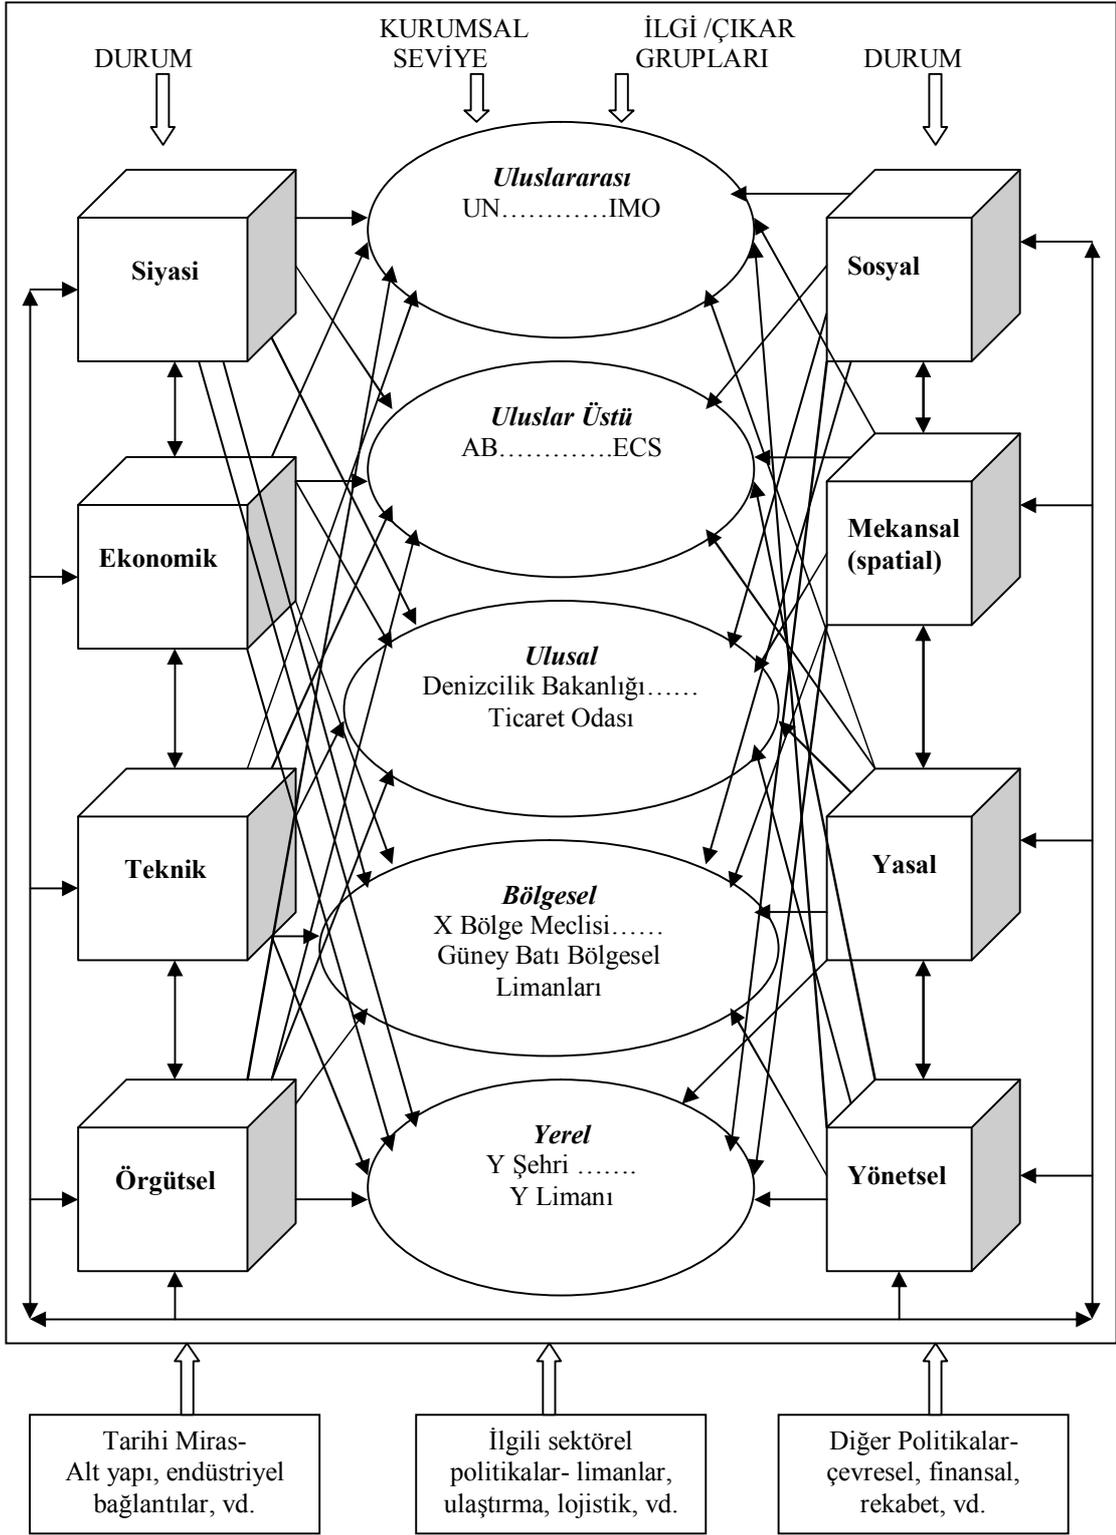 KURUMSAL
SEVİYE
İLGİ /ÇIKAR
GRUPLARI
DURUM
DURUM
Uluslararası
UN…………IMO
Siyasi
Sosyal
Uluslar Üstü
AB………….ECS
Ekonomik
Mekansal
(spatial)
Ulusal
Denizcilik Bakanlığı……
Ticaret Odası
Teknik
Yasal
Bölgesel
X Bölge Meclisi……
Güney Batı Bölgesel
Limanları
Örgütsel
Yönetsel
Yerel
Y Şehri …….
Y Limanı
Tarihi Miras-
Alt yapı, endüstriyel
bağlantılar, vd.
İlgili sektörel
politikalar- limanlar,
ulaştırma, lojistik, vd.
Diğer Politikalar-
çevresel, finansal,
rekabet, vd.